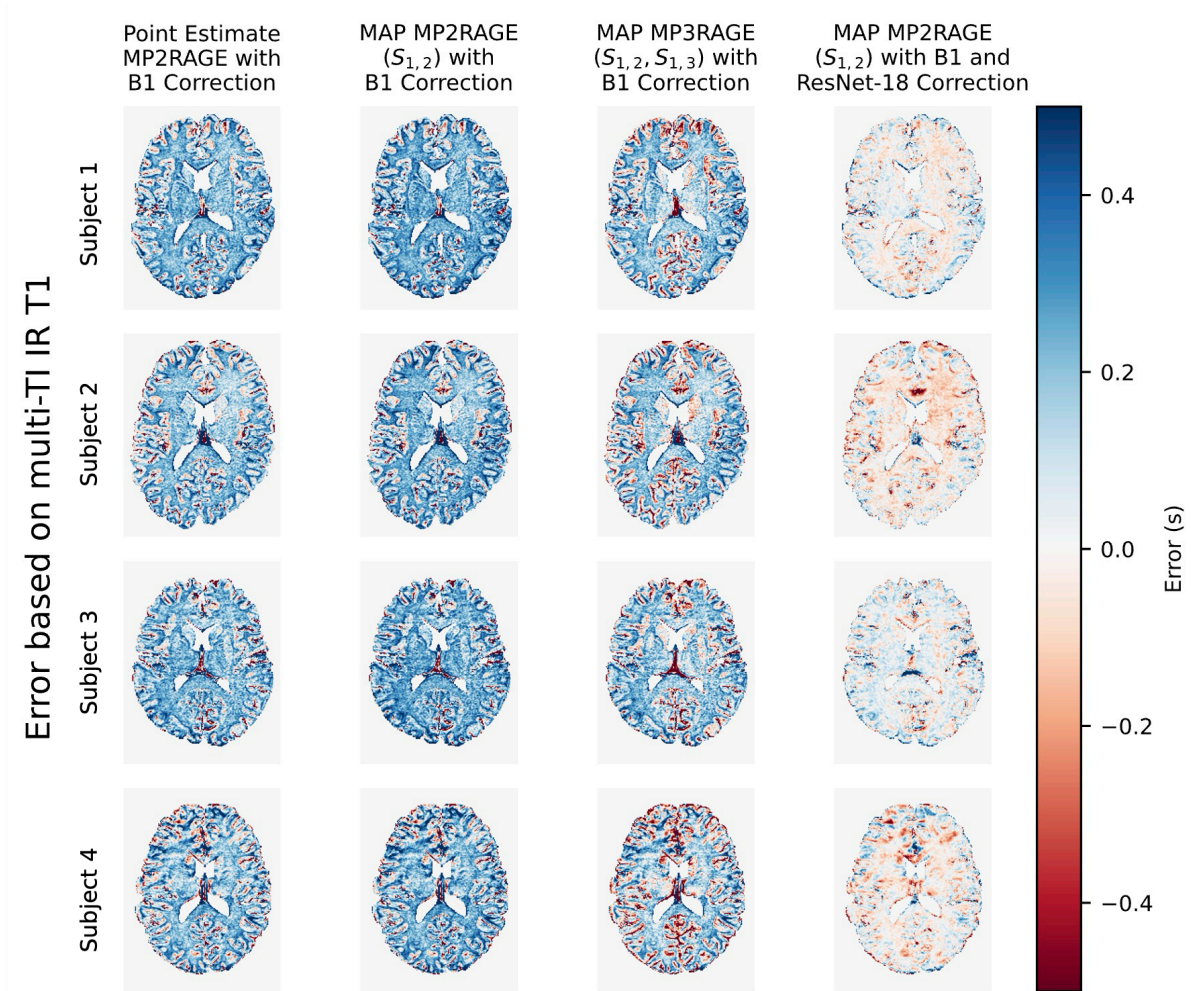 Point Estimate
MP2RAGE with
B1 Correction
MAP MP2RAGE
(S1,2) with
B1 Correction
MAP MP3RAGE
(S1,2, S1,3) with
B1 Correction
MAP MP2RAGE
(S1,2) with B1 and
ResNet-18 Correction
Error based on multi-TI IR T1
Subject 1
Subject 2
Subject 3
Subject 4
0.4
0.2
0.0
−0.2
−0.4
Error (s)